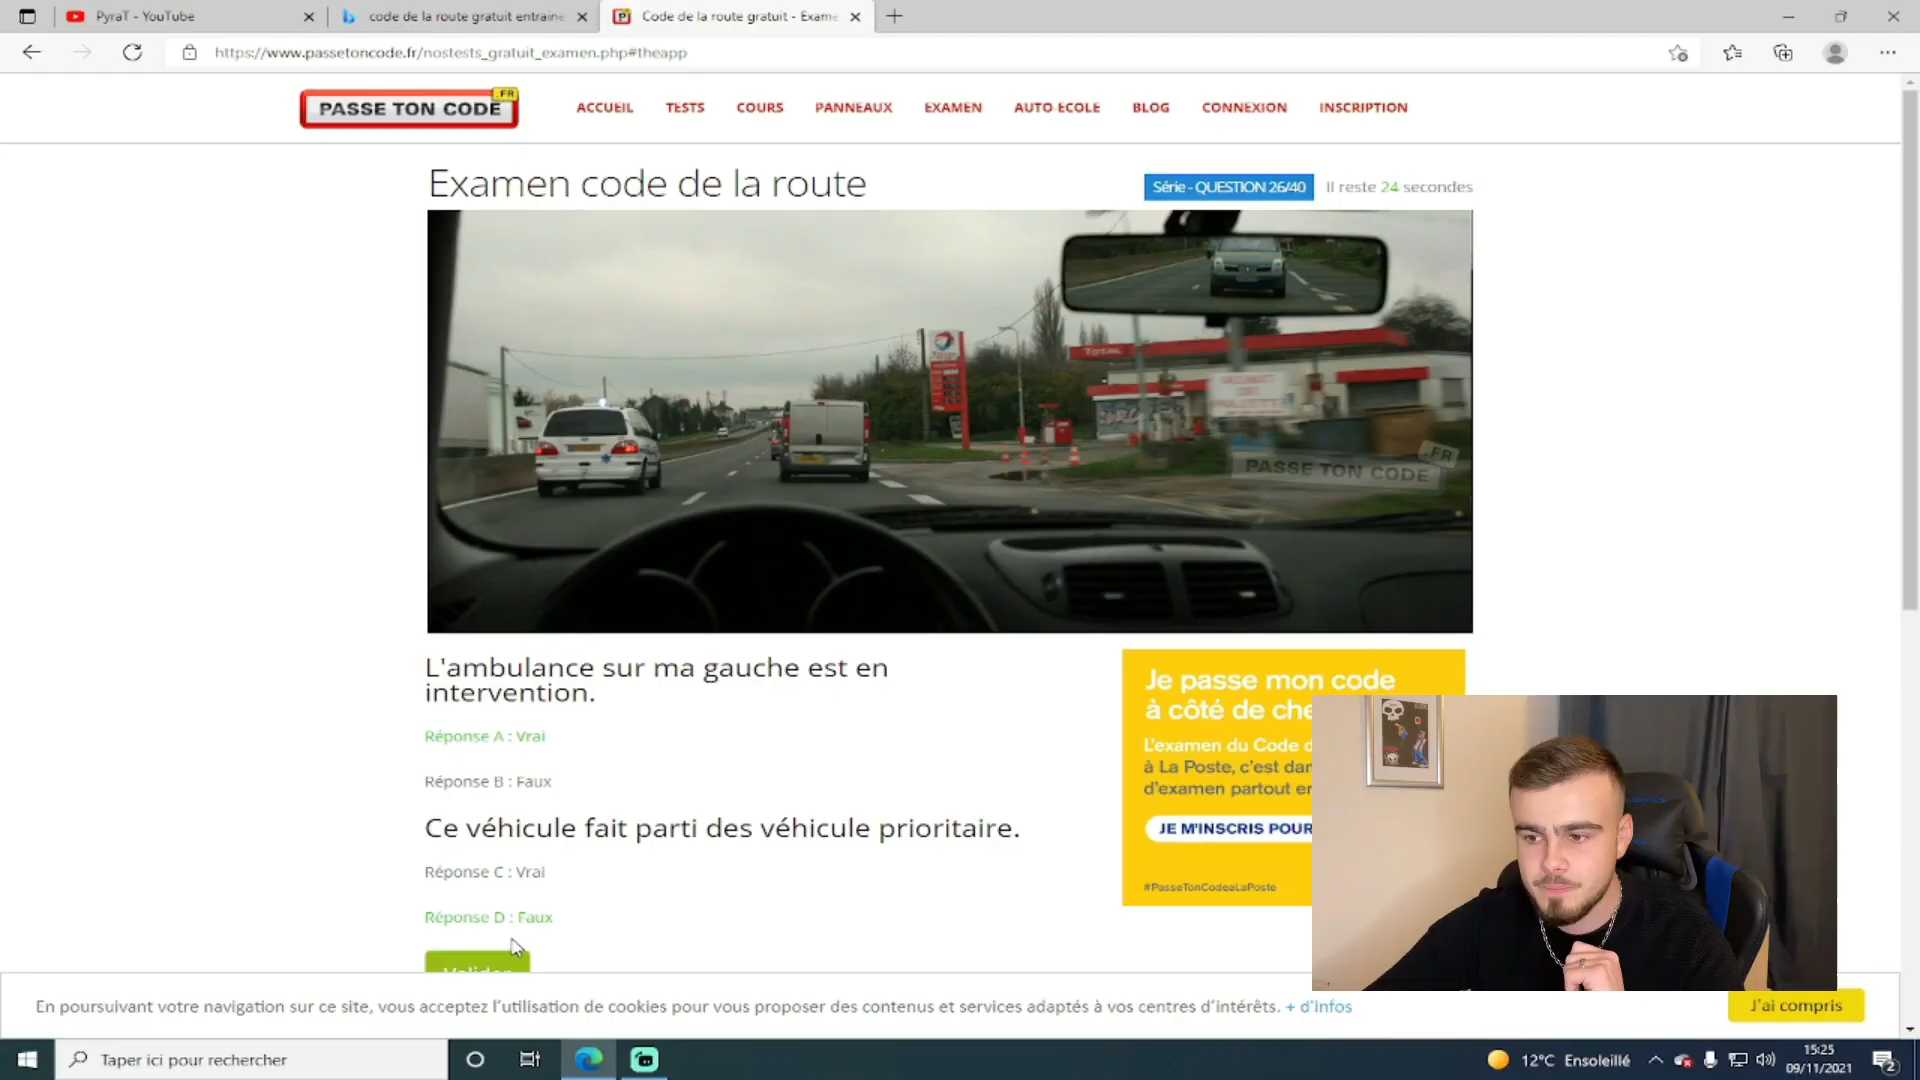 PyraT - YouTube
code de la route gratuit entraine
Code de la route gratuit - Exame
https://www.passetoncode.fr/nostests_gratuit_examen.php#theapp
PASSE TON CODE .FR
ACCUEIL
TESTS
COURS
PANNEAUX
EXAMEN
AUTO ECOLE
BLOG
CONNEXION
INSCRIPTION
Examen code de la route
Série - QUESTION 26/40
Il reste 24 secondes
TOTAL
PASSE TON CODE .FR
L'ambulance sur ma gauche est en
intervention.
Réponse A : Vrai
Réponse B : Faux
Ce véhicule fait parti des véhicule prioritaire.
Réponse C : Vrai
Réponse D : Faux
Valider
Je passe mon code
à côté de che
L'examen du Code d
à La Poste, c'est dan
d'examen partout en
JE M'INSCRIS POUR
#PasseTonCodeaLaPoste
En poursuivant votre navigation sur ce site, vous acceptez l'utilisation de cookies pour vous proposer des contenus et services adaptés à vos centres d'intérêts. + d'infos
J'ai compris
Taper ici pour rechercher
12°C Ensoleillé
15:25
09/11/2021
2